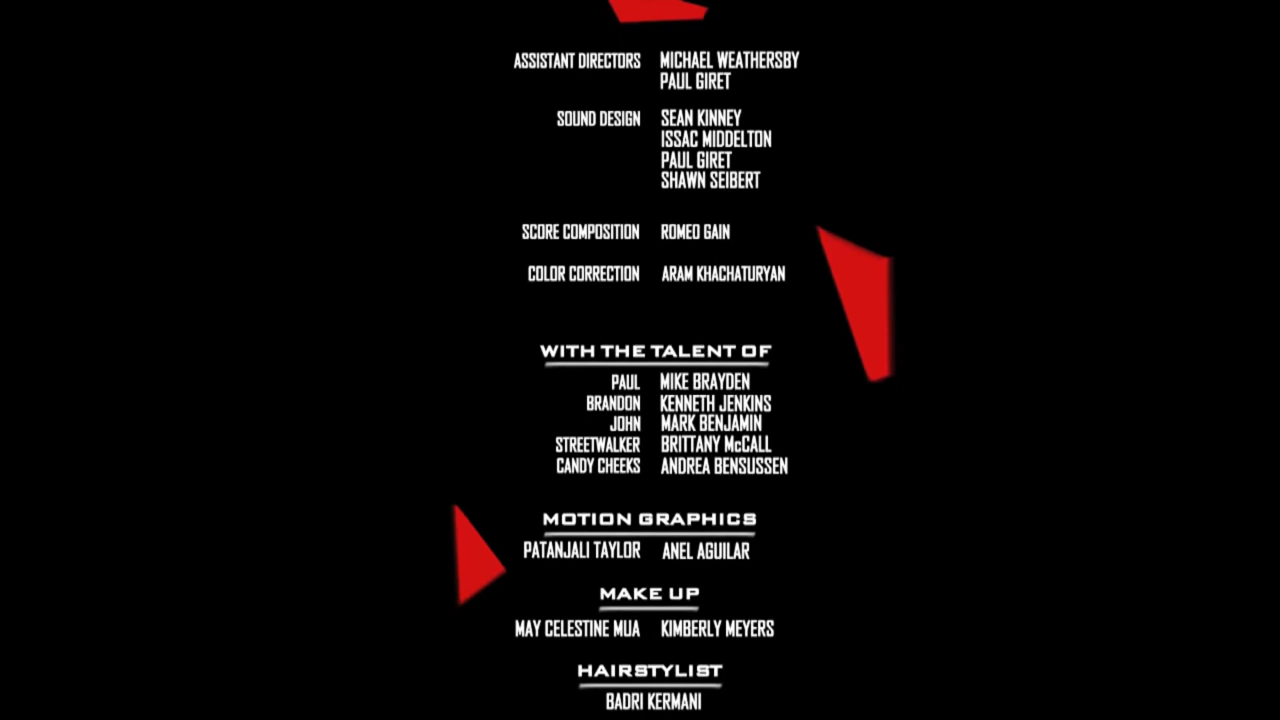 ASSISTANT DIRECTORS MICHAEL WEATHERSBY
PAUL GIRET
SOUND DESIGN SEAN KINNEY
ISSAC MIDDELTON
PAUL GIRET
SHAWN SEIBERT
SCORE COMPOSITION ROMEO GAIN
COLOR CORRECTION ARAM KHACHATURYAN
WITH THE TALENT OF
PAUL MIKE BRAYDEN
BRANDON KENNETH JENKINS
JOHN MARK BENJAMIN
STREETWALKER BRITTANY McCALL
CANDY CHEEKS ANDREA BENSUSSEN
MOTION GRAPHICS
PATANJALI TAYLOR ANEL AGUILAR
MAKE UP
MAY CELESTINE MUA KIMBERLY MEYERS
HAIRSTYLIST
BADRI KERMANI